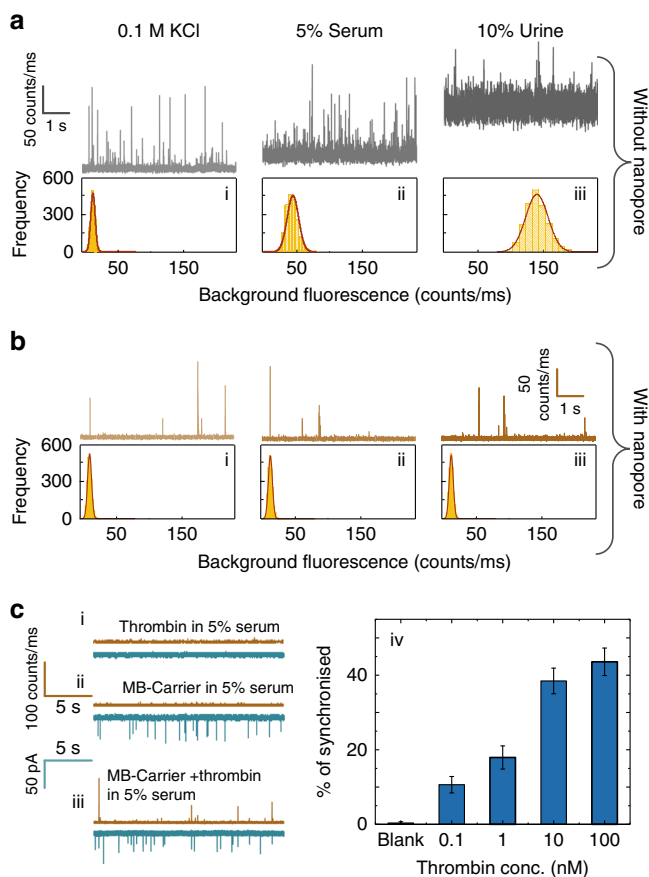 a
0.1 M KCl
5% Serum
10% Urine
50 counts/ms
1 s
Without nanopore
Frequency
600
300
0
i
ii
iii
50
150
50
150
50
150
Background fluorescence (counts/ms)
b
50
counts/ms
1 s
With nanopore
Frequency
600
300
0
i
ii
iii
50
150
50
150
50
150
Background fluorescence (counts/ms)
c
i
Thrombin in 5% serum
100 counts/ms
5 s
ii
MB-Carrier in 5% serum
50 pA
5 s
iii
MB-Carrier +thrombin
in 5% serum
iv
% of synchronised
40
20
0
Blank
0.1
1
10
100
Thrombin conc. (nM)